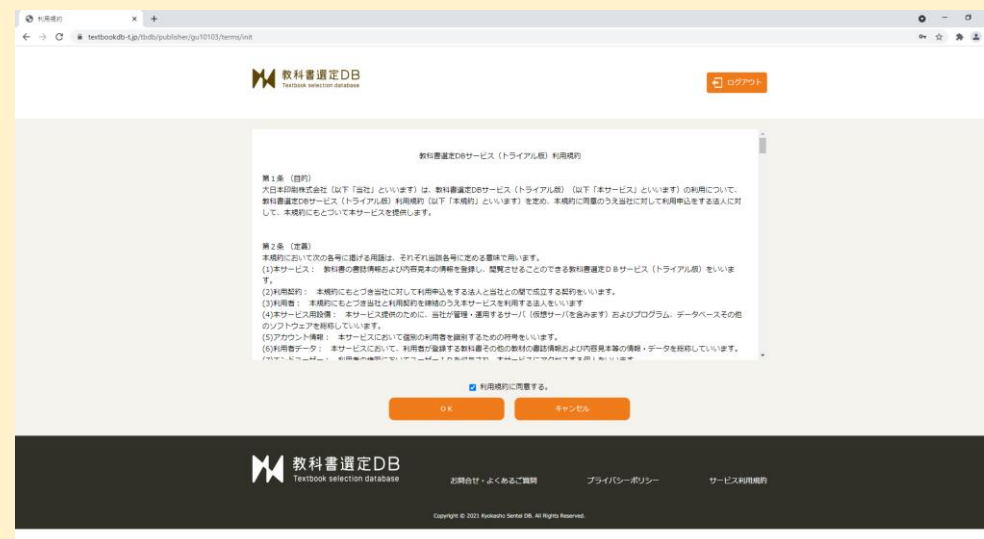 利用規約
textbookdb-t.jp/tbdb/publisher/gu10103/terms/init
教科書選定DB
Textbook selection database
ログアウト
教科書選定DBサービス（トライアル版）利用規約
第１条 （目的）
大日本印刷株式会社（以下「当社」といいます）は、教科書選定DBサービス（トライアル版）（以下「本サービス」といいます）の利用について、
教科書選定DBサービス（トライアル版）利用規約（以下「本規約」といいます）を定め、本規約に同意のうえ当社に対して利用申込をする法人に対
して、本規約にもとづいて本サービスを提供します。
第２条 （定義）
本規約において次の各号に掲げる用語は、それぞれ当該各号に定める意味で用います。
(1)本サービス： 教科書の書誌情報および内容見本の情報を登録し、閲覧させることのできる教科書選定ＤＢサービス（トライアル版）をいいま
す。
(2)利用契約： 本規約にもとづき当社に対して利用申込をする法人と当社との間で成立する契約をいいます。
(3)利用者： 本規約にもとづき当社と利用契約を締結のうえ本サービスを利用する法人をいいます
(4)本サービス用設備： 本サービス提供のために、当社が管理・運用するサーバ（仮想サーバを含みます）およびプログラム、データベースその他
のソフトウェアを総称していいます。
(5)アカウント情報： 本サービスにおいて個別の利用者を識別するための符号をいいます。
(6)利用者データ： 本サービスにおいて、利用者が登録する教科書その他の教材の書誌情報および内容見本等の情報・データを総称していいます。
利用規約に同意する。
ＯＫ
キャンセル
教科書選定DB
Textbook selection database
お問合せ・よくあるご質問
プライバシーポリシー
サービス利用規約
Copyright © 2021 Kyokasho Sentei DB. All Rights Reserved.